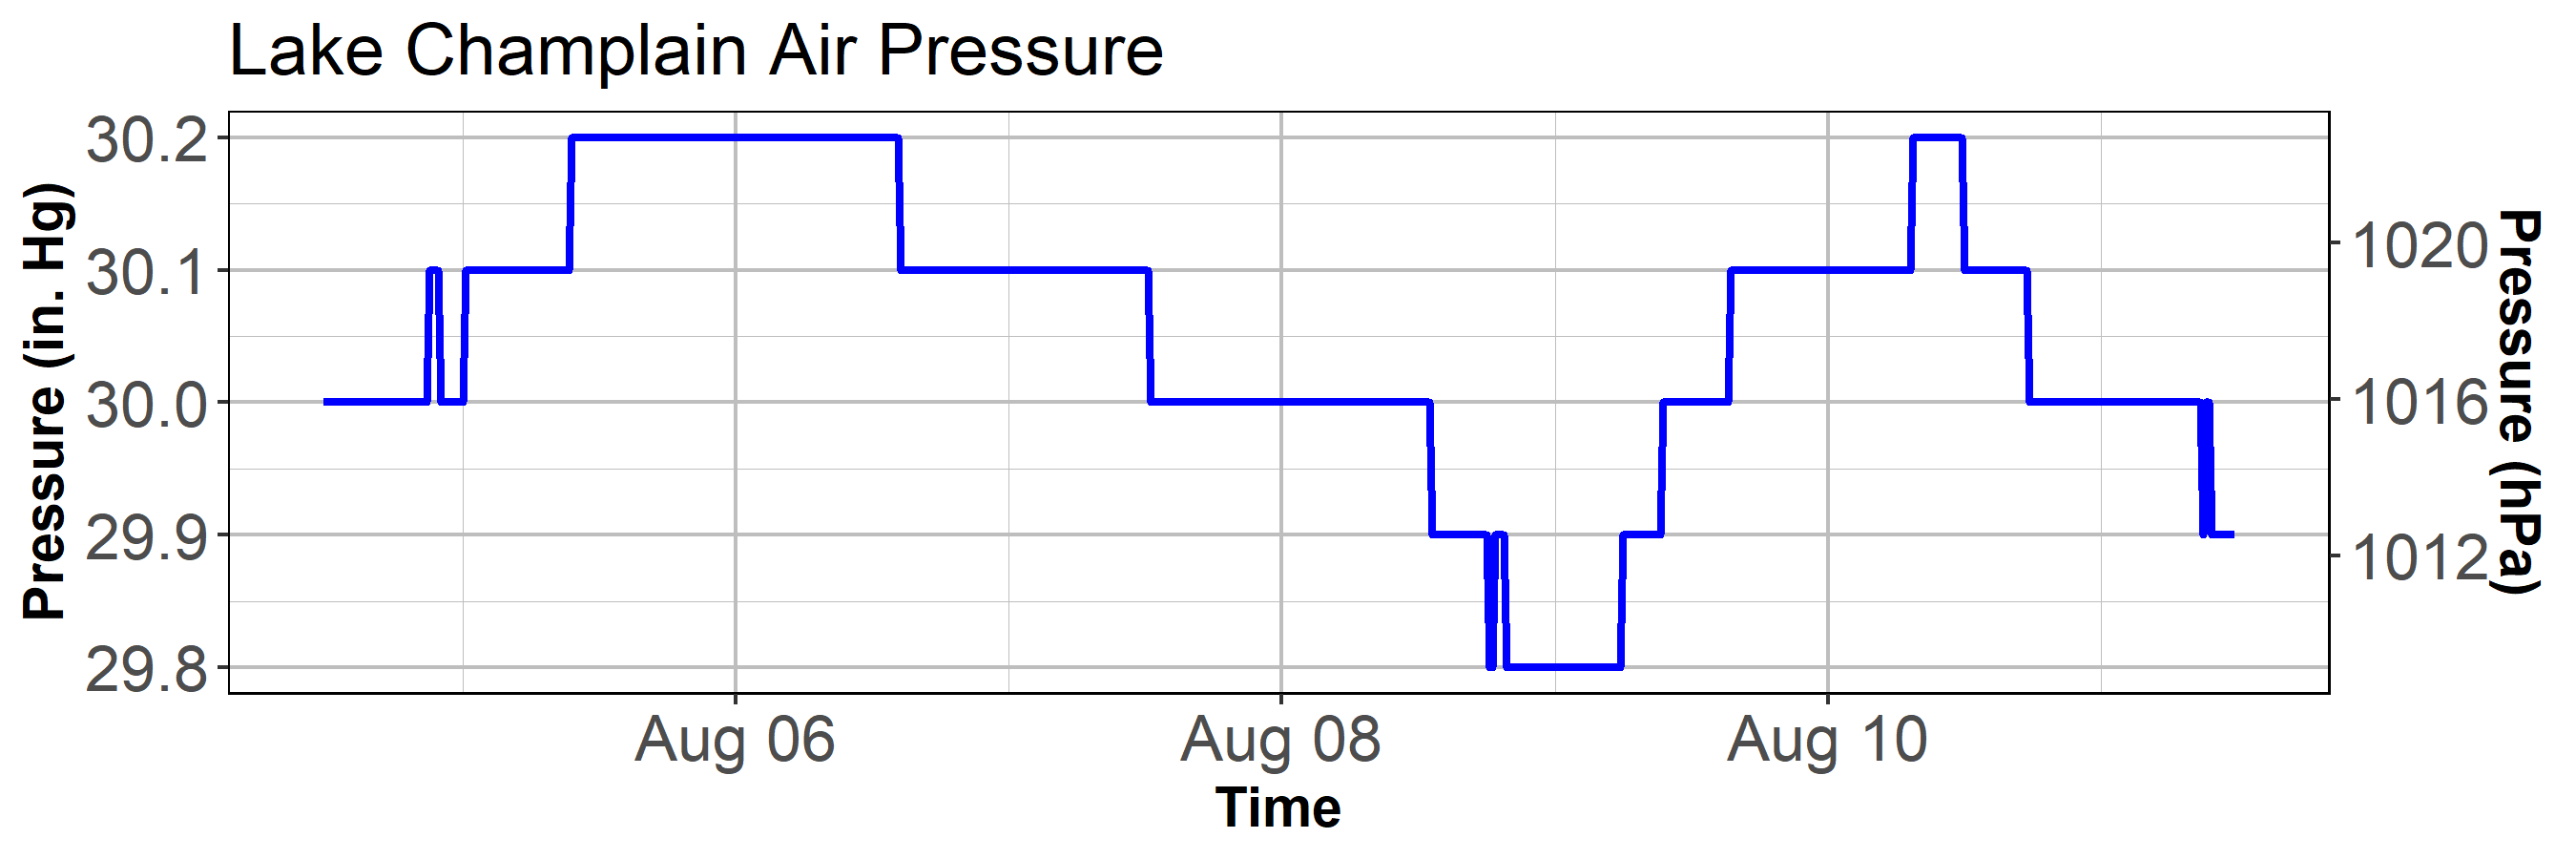 Lake Champlain Air Pressure
Pressure (in. Hg)
30.2
30.1
30.0
29.9
29.8
1020
1016
1012
Pressure (hPa)
Aug 06
Aug 08
Aug 10
Time